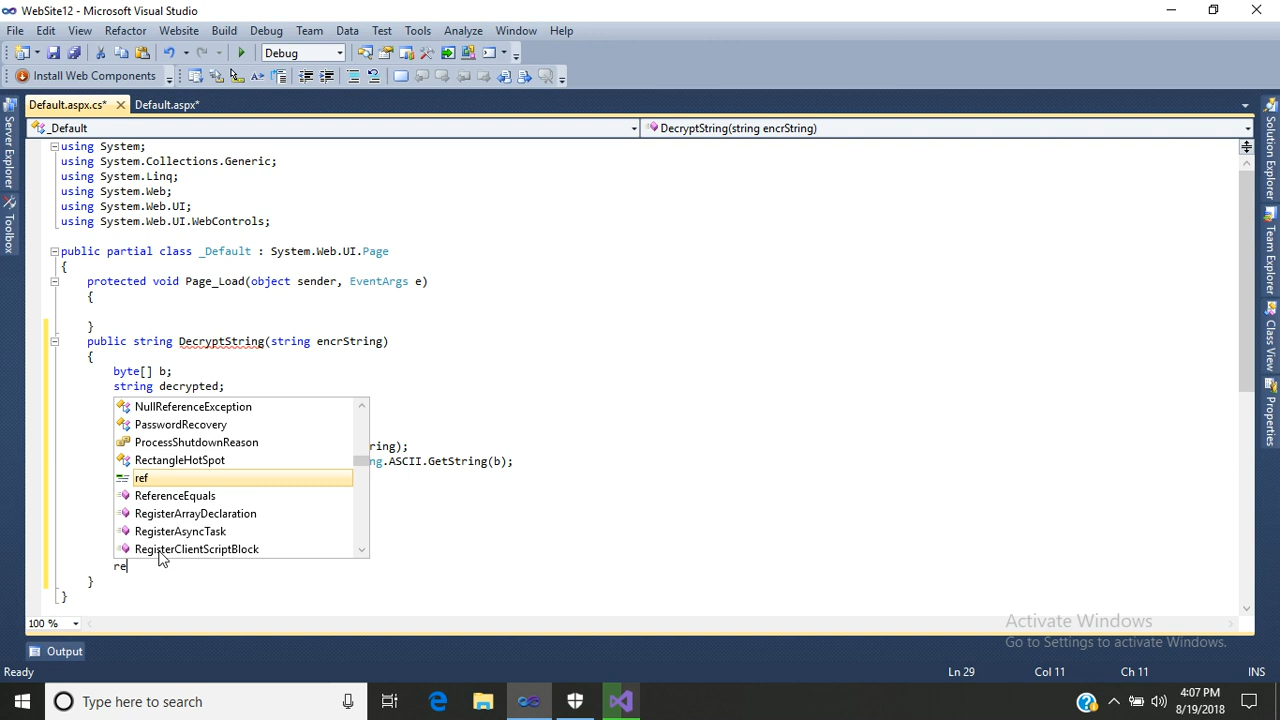 WebSite12 - Microsoft Visual Studio
File Edit View Refactor Website Build Debug Team Data Test Tools Analyze Window Help
Debug
Install Web Components
Default.aspx.cs* Default.aspx*
_Default DecryptString(string encrString)
using System;
using System.Collections.Generic;
using System.Linq;
using System.Web;
using System.Web.UI;
using System.Web.UI.WebControls;
public partial class _Default : System.Web.UI.Page
{
protected void Page_Load(object sender, EventArgs e)
{
}
public string DecryptString(string encrString)
{
byte[] b;
string decrypted;
NullReferenceException
PasswordRecovery
ProcessShutdownReason
ring);
RectangleHotSpot
ng.ASCII.GetString(b);
ref
ReferenceEquals
RegisterArrayDeclaration
RegisterAsyncTask
RegisterClientScriptBlock
re
}
}
100 %
Server Explorer
Toolbox
Solution Explorer
Team Explorer
Class View
Properties
Activate Windows
Go to Settings to activate Windows.
Output
Ready Ln 29 Col 11 Ch 11 INS
Type here to search
4:07 PM
8/19/2018